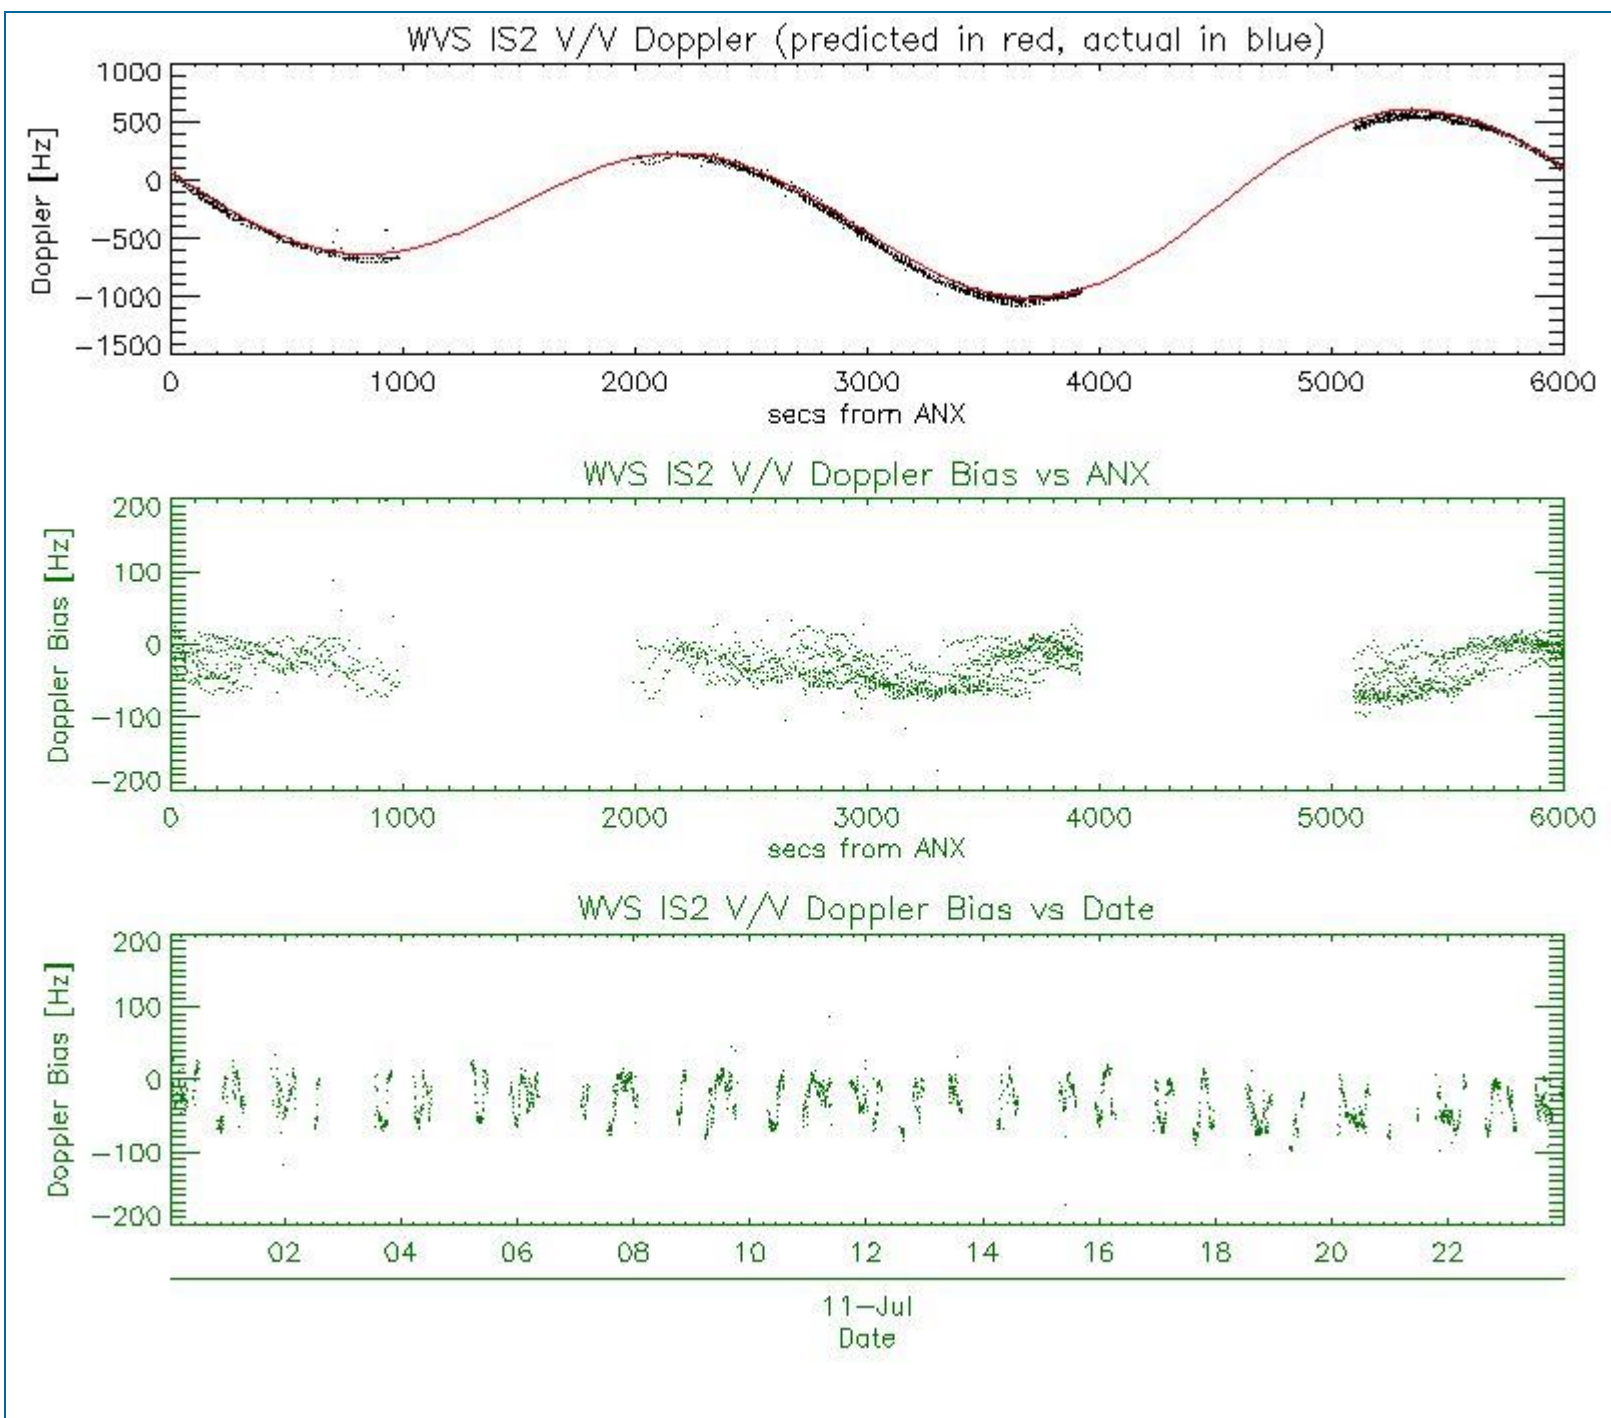 WVS IS2 V/V Doppler (predicted in red, actual in blue)
1000
500
0
-500
-1000
-1500
Doppler [Hz]
0 1000 2000 3000 4000 5000 6000
secs from ANX
WVS IS2 V/V Doppler Bias vs ANX
200
100
0
-100
-200
Doppler Bias [Hz]
0 1000 2000 3000 4000 5000 6000
secs from ANX
WVS IS2 V/V Doppler Bias vs Date
200
100
0
-100
-200
Doppler Bias [Hz]
02 04 06 08 10 12 14 16 18 20 22
11-Jul
Date